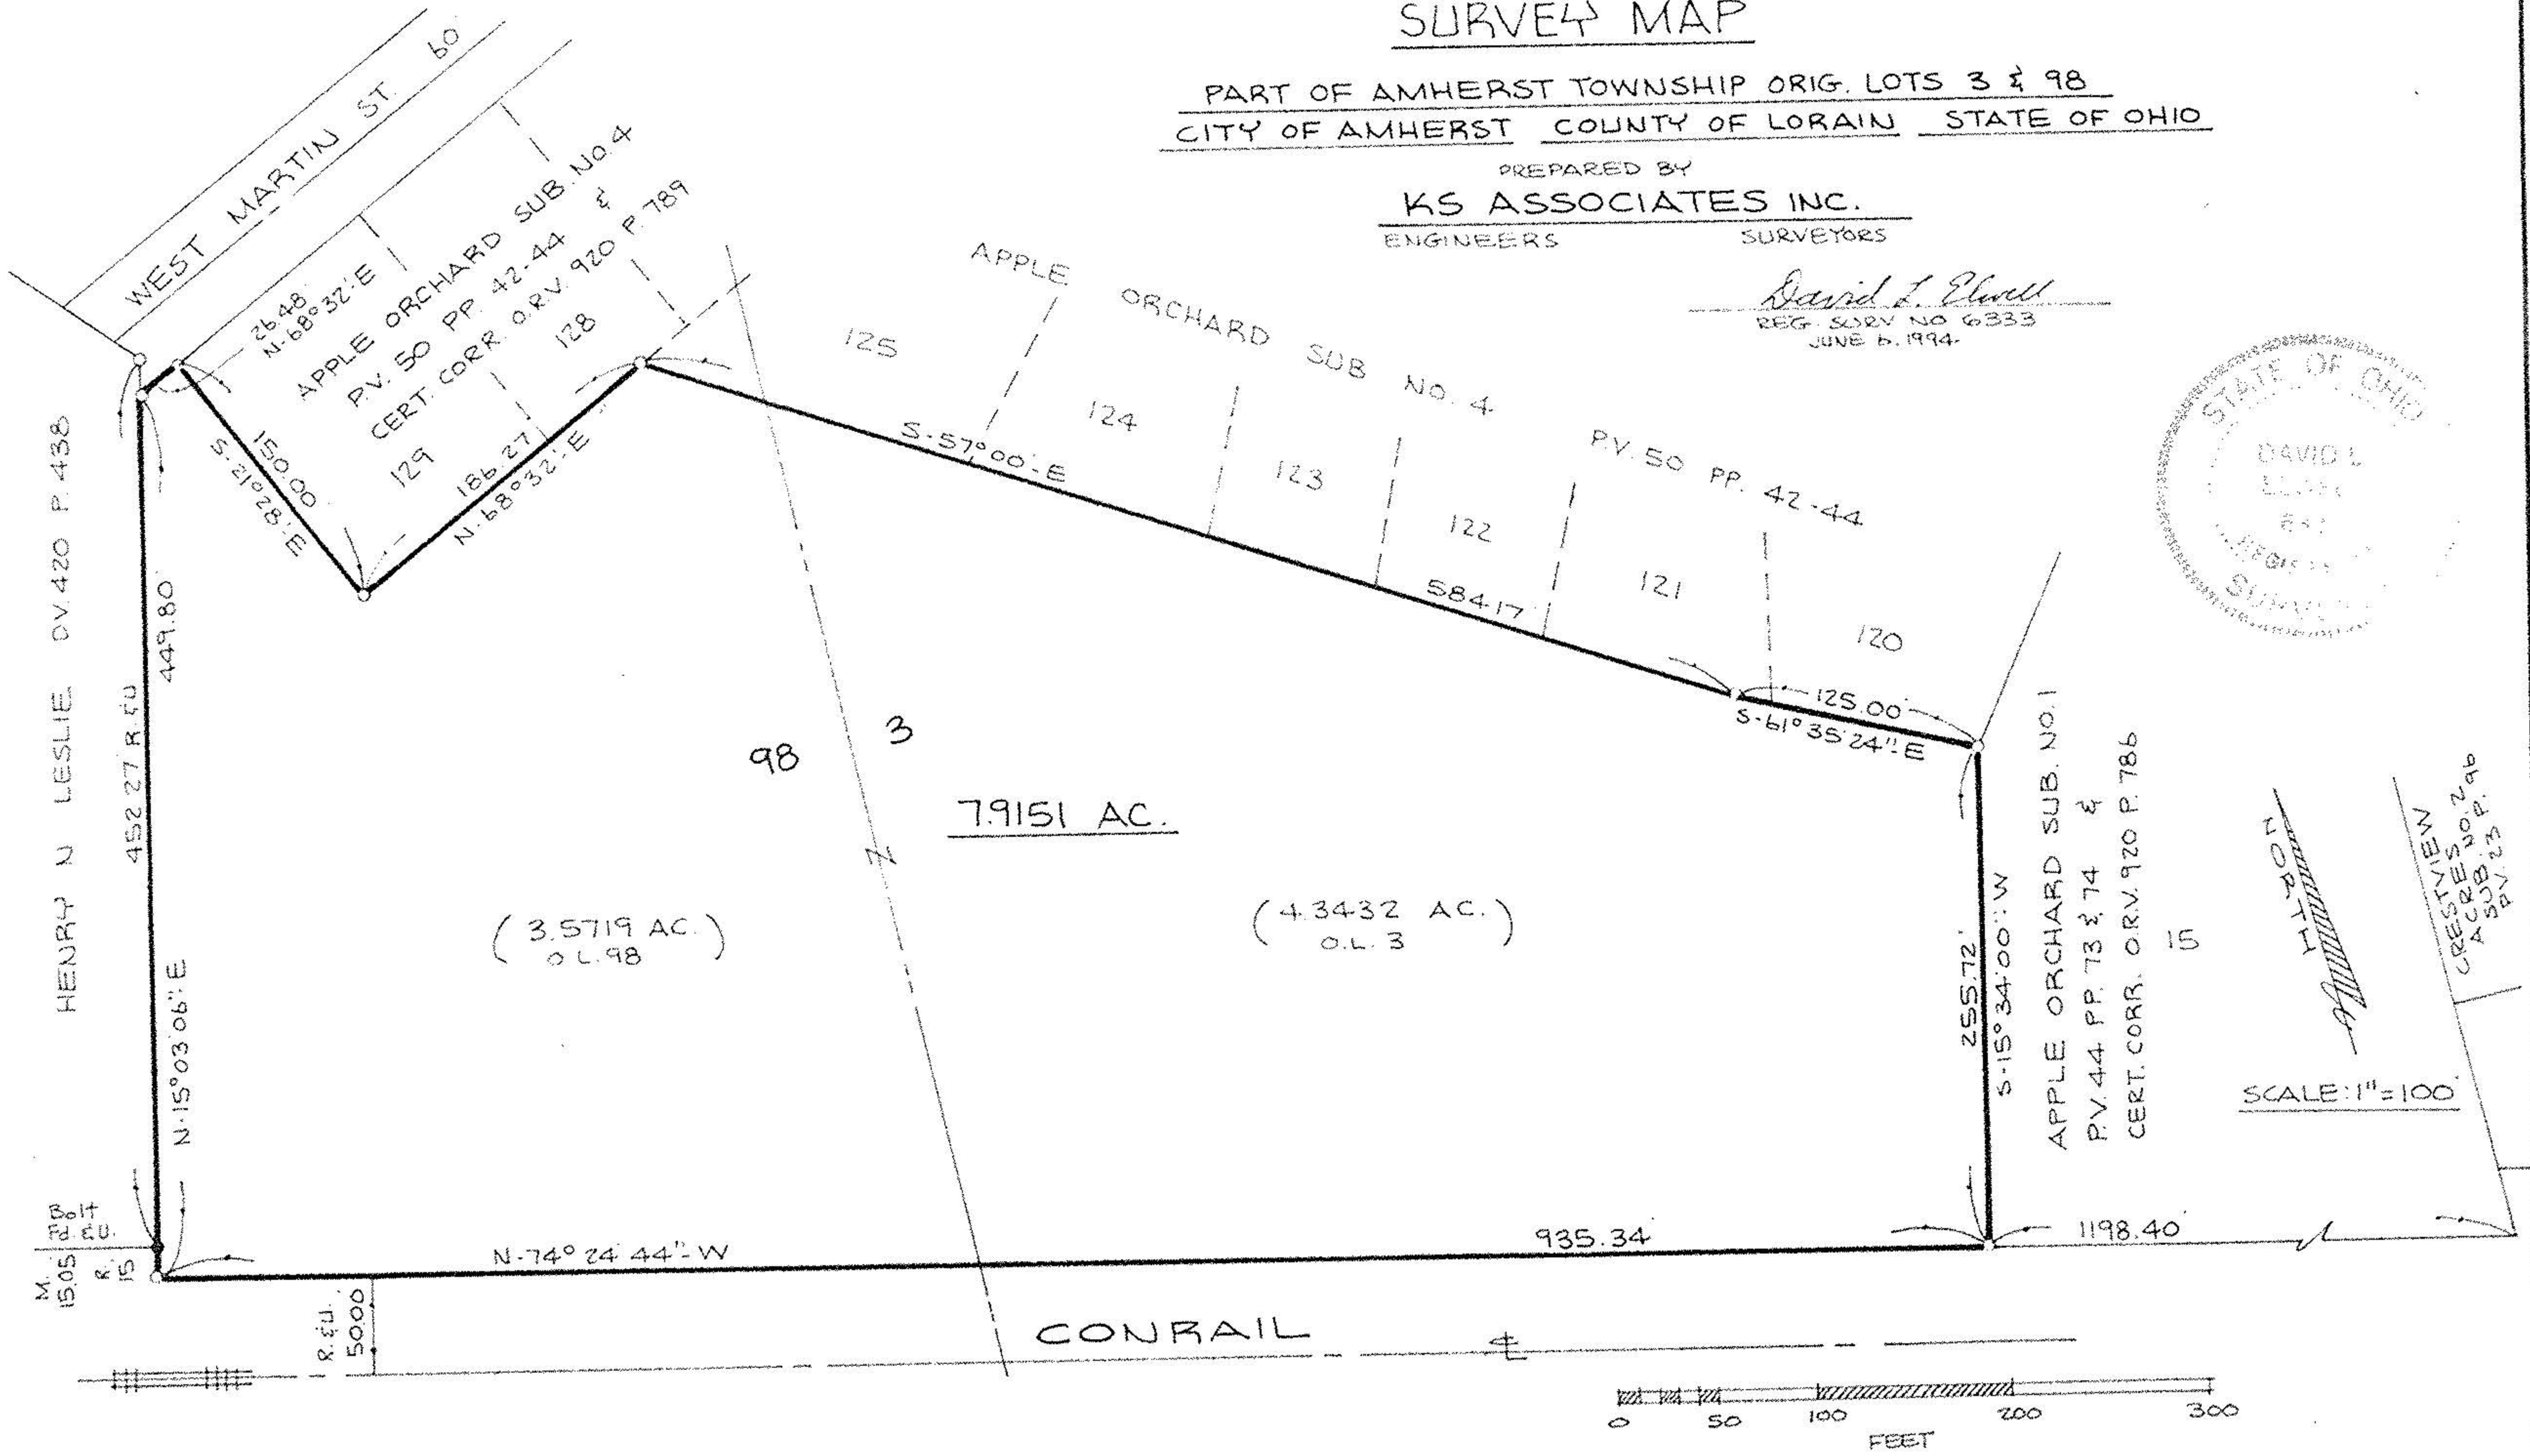 SURVEY MAP
PART OF AMHERST TOWNSHIP ORIG. LOTS 3 & 98
CITY OF AMHERST COUNTY OF LORAIN STATE OF OHIO
PREPARED BY
KS ASSOCIATES INC.
ENGINEERS SURVEYORS
David L. Elwell
REG. SURV NO 6333
JUNE 6, 1994
STATE OF OHIO
DAVID L
WEST MARTIN ST. 60'
26.48'
N-68°32'-E
APPLE ORCHARD SUB. NO. 4
P.V. 50 PP. 42-44 &
CERT. CORR. O.R.V. 920 P. 789
128
129
150.00
S-21°28'-E
186.27
N-68°32'-E
APPLE ORCHARD SUB NO. 4 P.V. 50 PP. 42-44
125
124
123
122
121
120
S-57°00'-E
584.17'
125.00'
S-61°35'24"-E
HENRY N LESLIE D.V. 420 P. 438
449.80'
452.27' R.&U
N-15°03'06"-E
98
3
7.9151 AC.
(3.5719 AC.)
O.L. 98
(4.3432 AC.)
O.L. 3
255.72'
S-15°34'00"-W
APPLE ORCHARD SUB. NO. 1
P.V. 44 PP. 73 & 74 &
CERT. CORR. O.R.V. 920 P. 786
15
NORTH
CRESTVIEW
ACRES NO. 2
SUB. P. 96
P.V. 23
SCALE: 1"=100'
Bolt
Fd. &U.
M.
15.05
R.
15
N-74°24'44"-W
935.34'
1198.40'
R.&U.
50.00'
CONRAIL
0 50 100 200 300
FEET